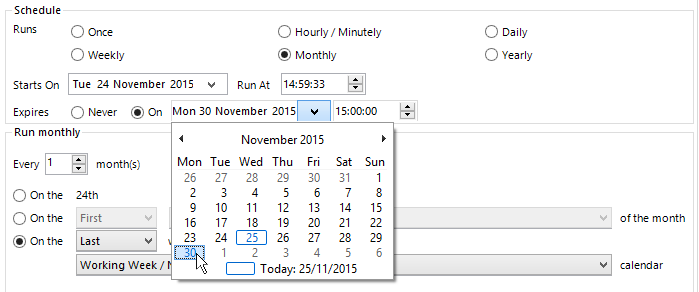 Schedule
Runs Once Hourly / Minutely Daily
Weekly Monthly Yearly
Starts On Tue 24 November 2015 Run At 14:59:33
Expires Never On Mon 30 November 2015 15:00:00
Run monthly
November 2015
Mon Tue Wed Thu Fri Sat Sun
26 27 28 29 30 31 1
2 3 4 5 6 7 8
9 10 11 12 13 14 15
16 17 18 19 20 21 22
23 24 25 26 27 28 29
30 1 2 3 4 5 6
Today: 25/11/2015
Every 1 month(s)
On the 24th
On the First of the month
On the Last
Working Week / calendar